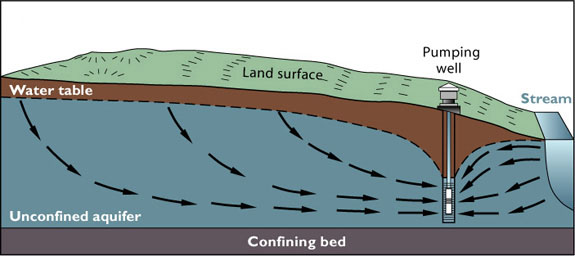 Pumping
well
Land surface
Water table
Stream
Unconfined aquifer
Confining bed